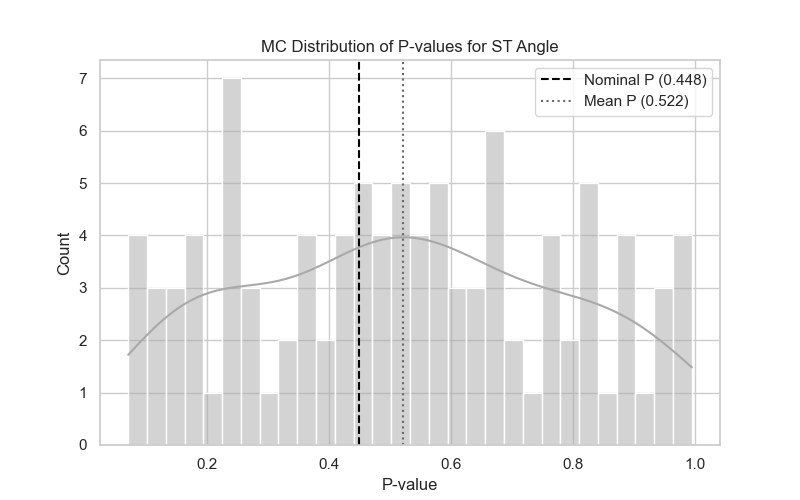 MC Distribution of P-values for ST Angle
Nominal P (0.448)
Mean P (0.522)
Count
7
6
5
4
3
2
1
0
0.2 0.4 0.6 0.8 1.0
P-value